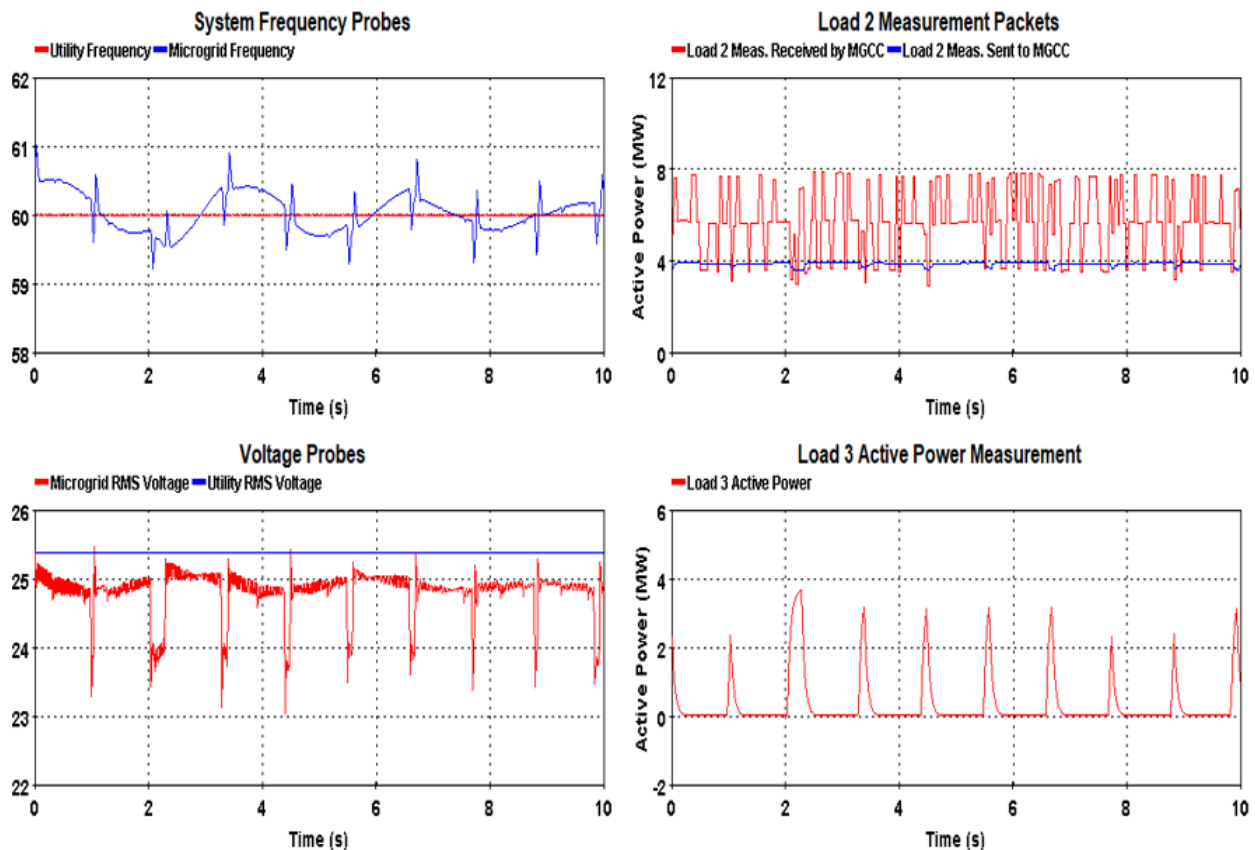 System Frequency Probes
Utility Frequency Microgrid Frequency
62
61
60
59
58
0 2 4 6 8 10
Time (s)
Load 2 Measurement Packets
Load 2 Meas. Received by MGCC Load 2 Meas. Sent to MGCC
Active Power (MW)
12
8
4
0
0 2 4 6 8 10
Time (s)
Voltage Probes
Microgrid RMS Voltage Utility RMS Voltage
26
25
24
23
22
0 2 4 6 8 10
Time (s)
Load 3 Active Power Measurement
Load 3 Active Power
Active Power (MW)
6
4
2
0
-2
0 2 4 6 8 10
Time (s)